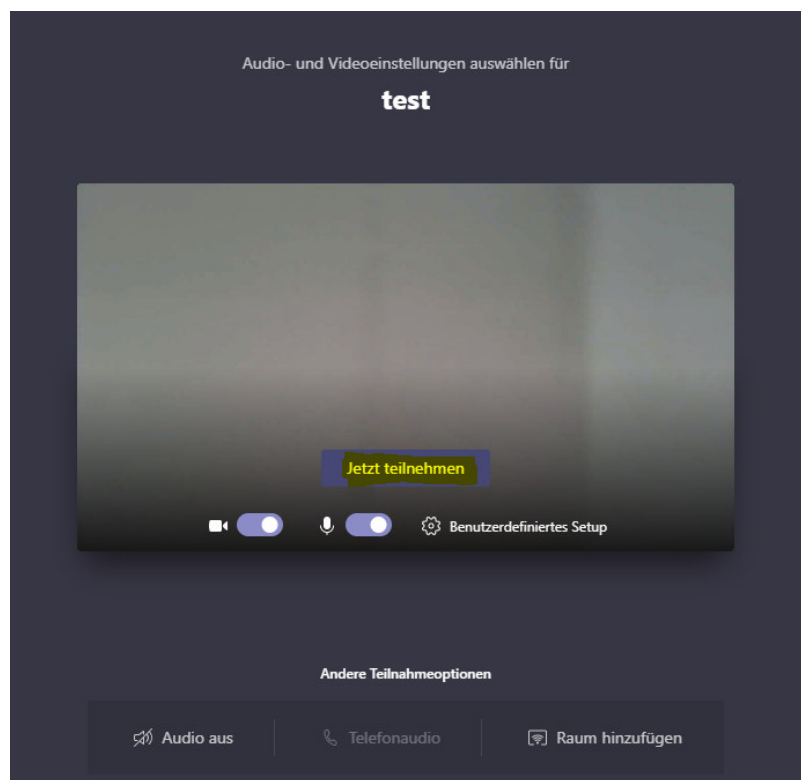 Audio- und Videoeinstellungen auswählen für
test
Jetzt teilnehmen
Benutzerdefiniertes Setup
Andere Teilnahmeoptionen
Audio aus
Telefonaudio
Raum hinzufügen